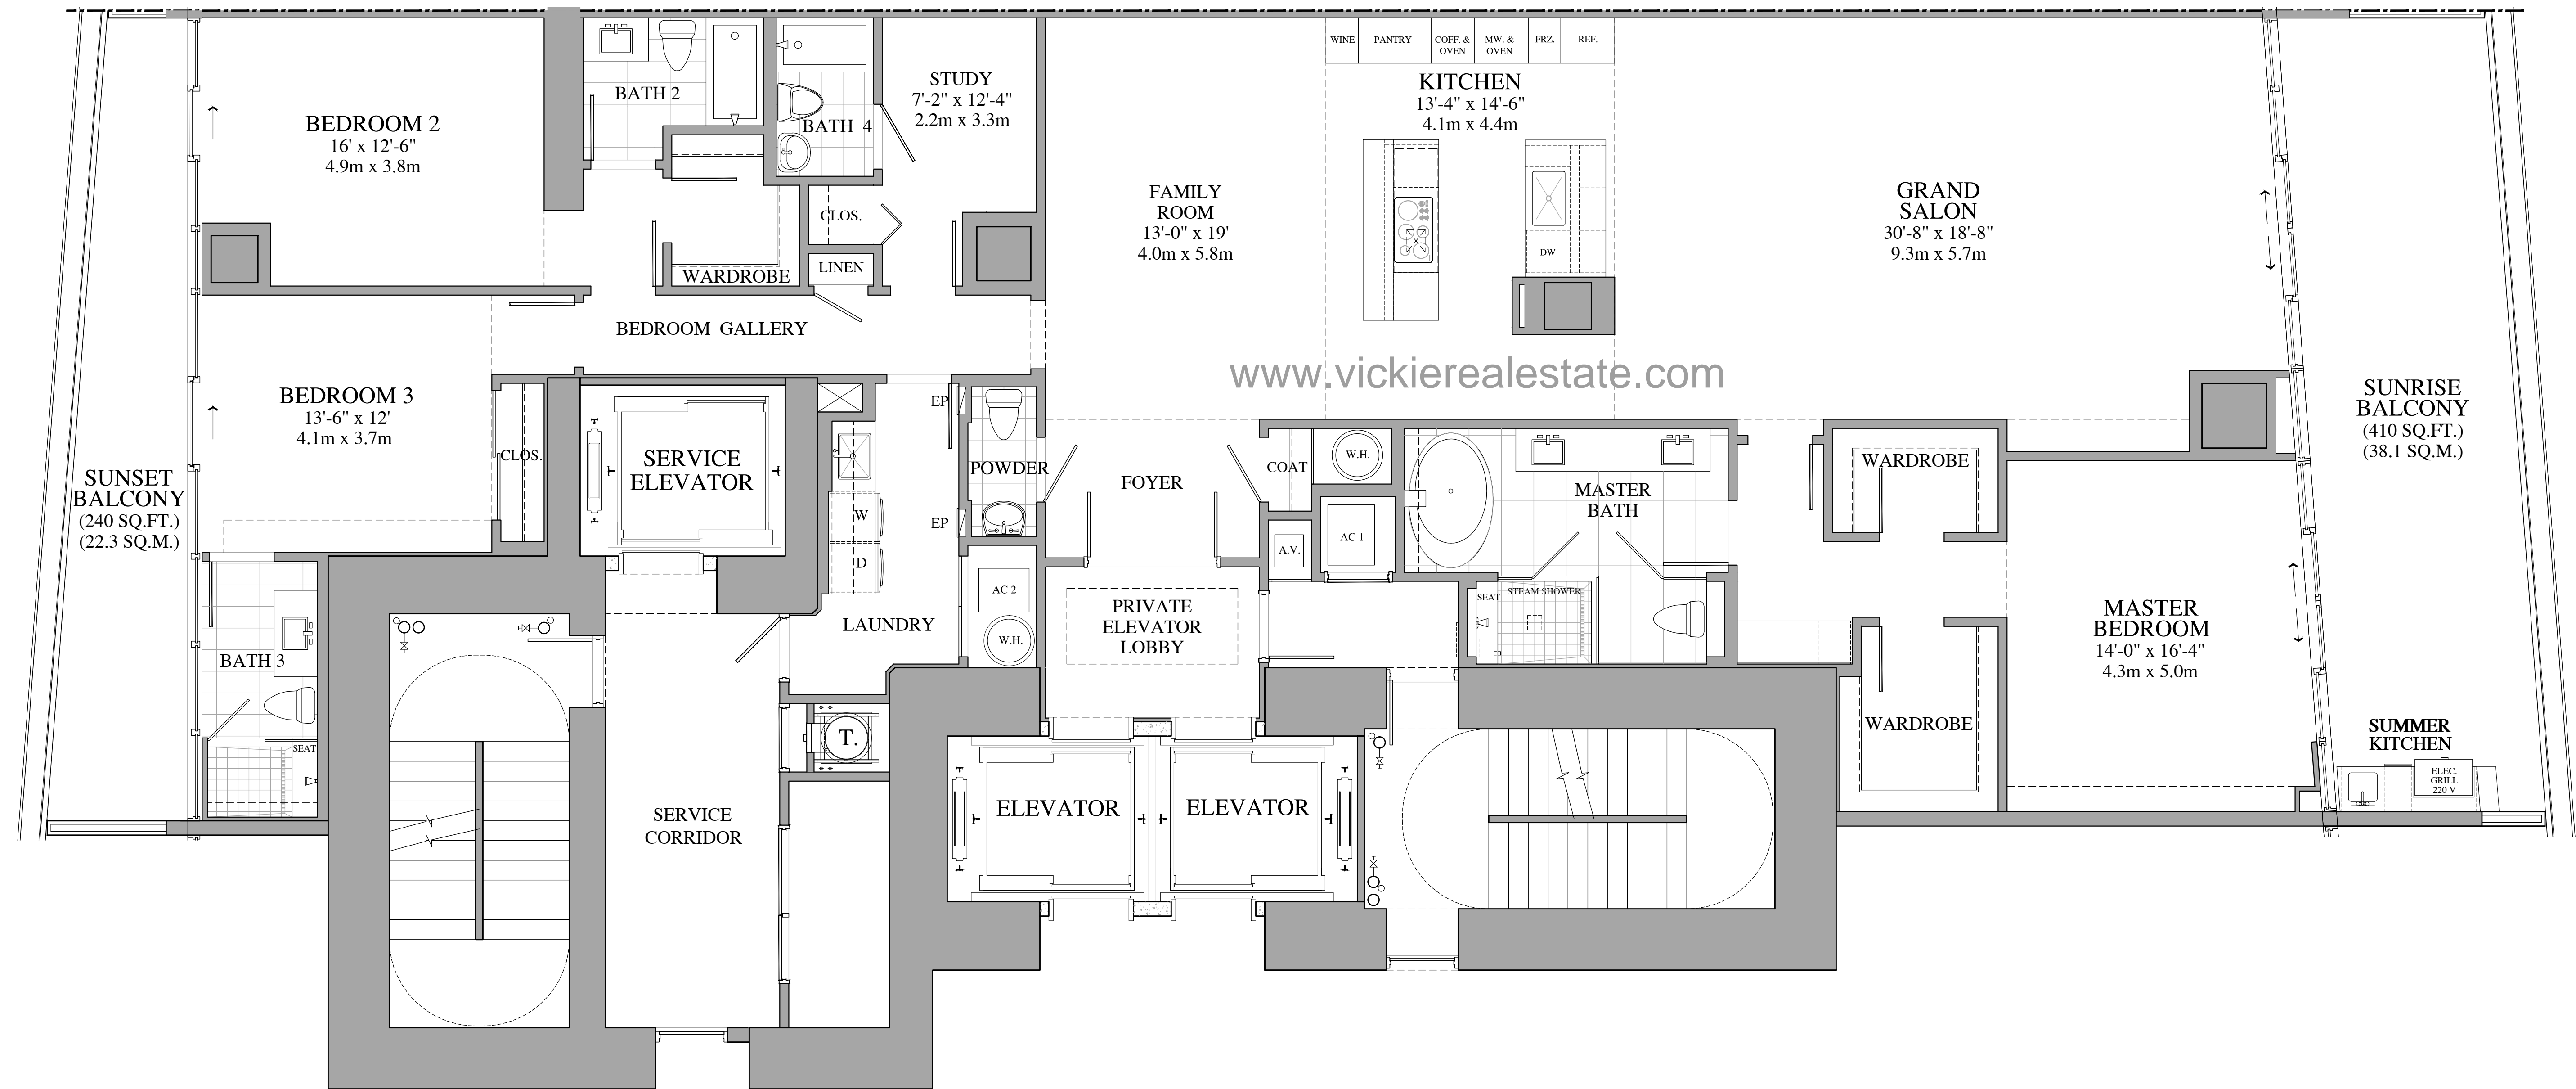 WINE
PANTRY
COFF. &
OVEN
MW. &
OVEN
FRZ.
REF.
BEDROOM 2
16' x 12'-6"
4.9m x 3.8m
BATH 2
BATH 4
STUDY
7'-2" x 12'-4"
2.2m x 3.3m
KITCHEN
13'-4" x 14'-6"
4.1m x 4.4m
FAMILY
ROOM
13'-0" x 19'
4.0m x 5.8m
GRAND
SALON
30'-8" x 18'-8"
9.3m x 5.7m
DW
CLOS.
LINEN
WARDROBE
BEDROOM GALLERY
www.vickierealestate.com
BEDROOM 3
13'-6" x 12'
4.1m x 3.7m
CLOS.
SUNSET
BALCONY
(240 SQ.FT.)
(22.3 SQ.M.)
SERVICE
ELEVATOR
EP
POWDER
EP
W
D
FOYER
COAT
W.H.
A.V.
AC 1
MASTER
BATH
WARDROBE
SUNRISE
BALCONY
(410 SQ.FT.)
(38.1 SQ.M.)
BATH 3
SEAT
LAUNDRY
AC 2
W.H.
PRIVATE
ELEVATOR
LOBBY
SEAT
STEAM SHOWER
MASTER
BEDROOM
14'-0" x 16'-4"
4.3m x 5.0m
WARDROBE
SUMMER
KITCHEN
ELEC.
GRILL
220 V
T.
SERVICE
CORRIDOR
ELEVATOR
ELEVATOR